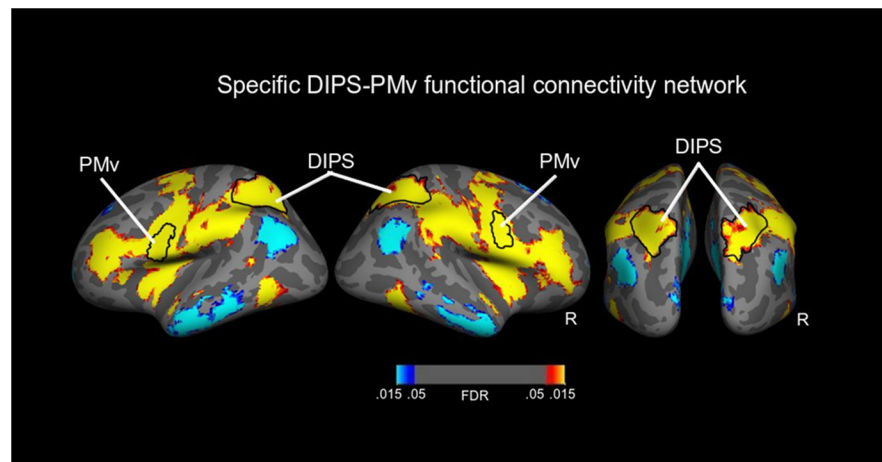 Specific DIPS-PMv functional connectivity network
PMv
DIPS
PMv
DIPS
R
R
.015 .05 FDR .05 .015